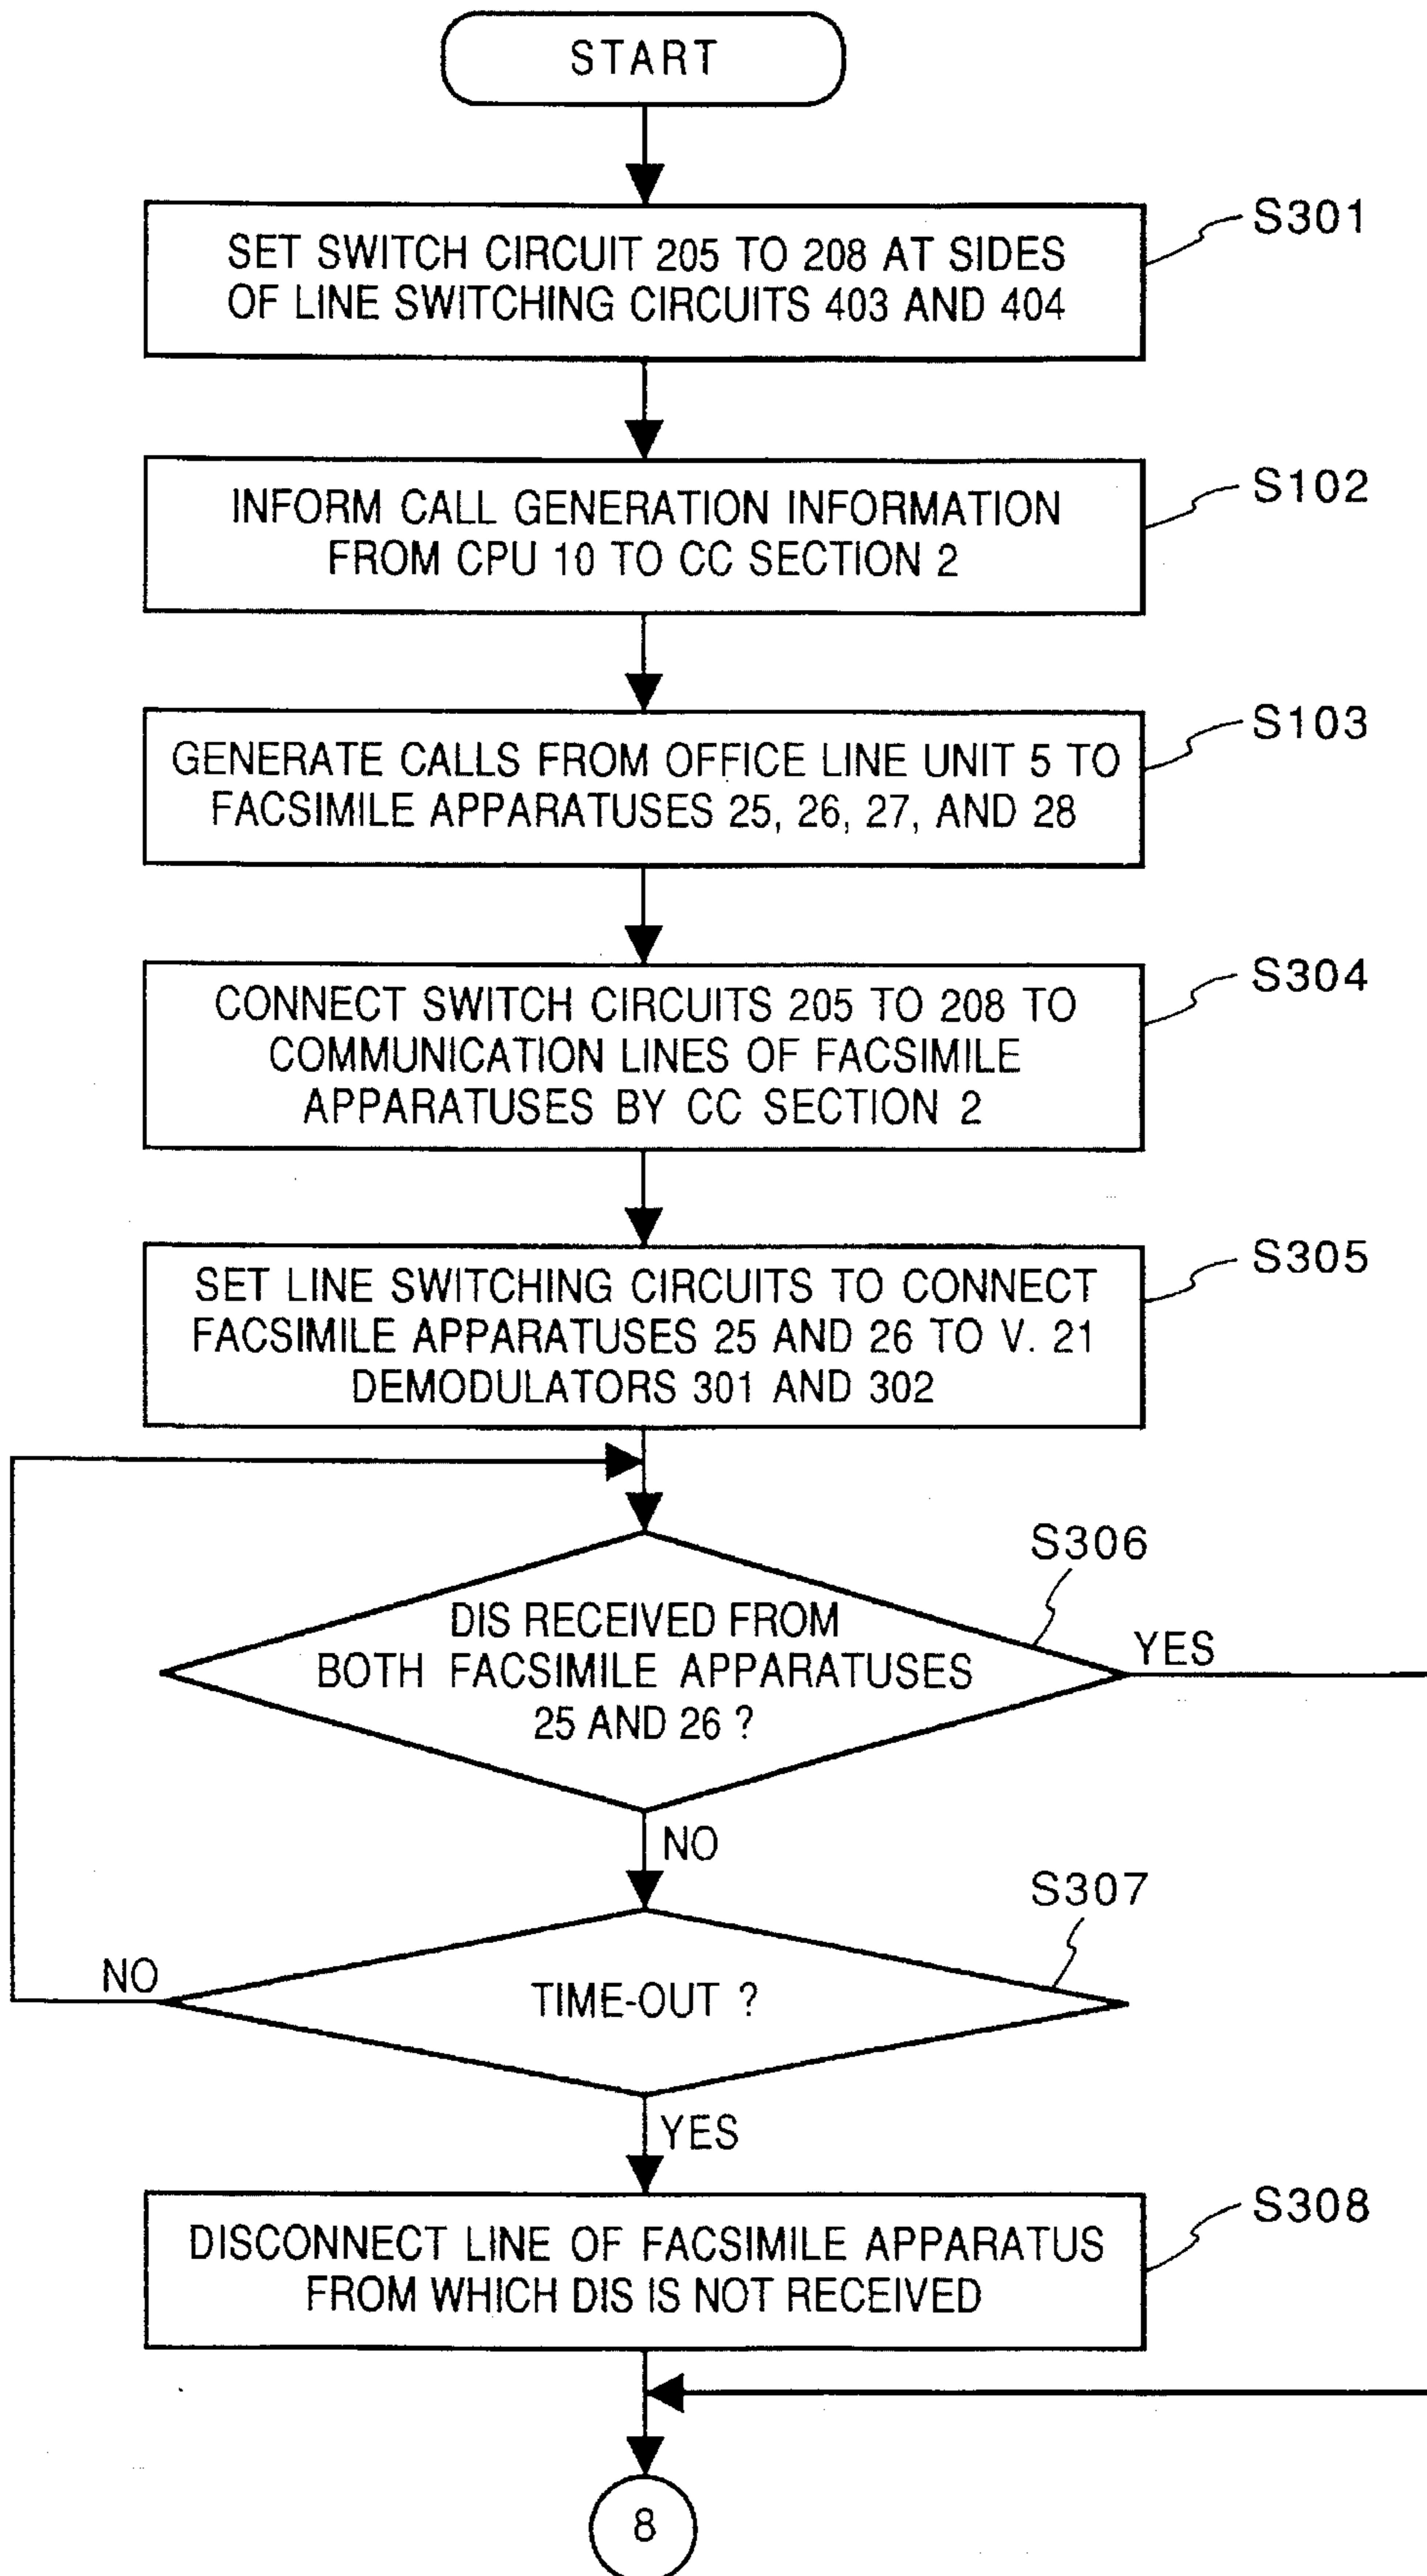 START
S301
SET SWITCH CIRCUIT 205 TO 208 AT SIDES
OF LINE SWITCHING CIRCUITS 403 AND 404
S102
INFORM CALL GENERATION INFORMATION
FROM CPU 10 TO CC SECTION 2
S103
GENERATE CALLS FROM OFFICE LINE UNIT 5 TO
FACSIMILE APPARATUSES 25, 26, 27, AND 28
S304
CONNECT SWITCH CIRCUITS 205 TO 208 TO
COMMUNICATION LINES OF FACSIMILE
APPARATUSES BY CC SECTION 2
S305
SET LINE SWITCHING CIRCUITS TO CONNECT
FACSIMILE APPARATUSES 25 AND 26 TO V. 21
DEMODULATORS 301 AND 302
S306
DIS RECEIVED FROM
BOTH FACSIMILE APPARATUSES
25 AND 26 ?
YES
NO
S307
TIME-OUT ?
NO
YES
S308
DISCONNECT LINE OF FACSIMILE APPARATUS
FROM WHICH DIS IS NOT RECEIVED
8